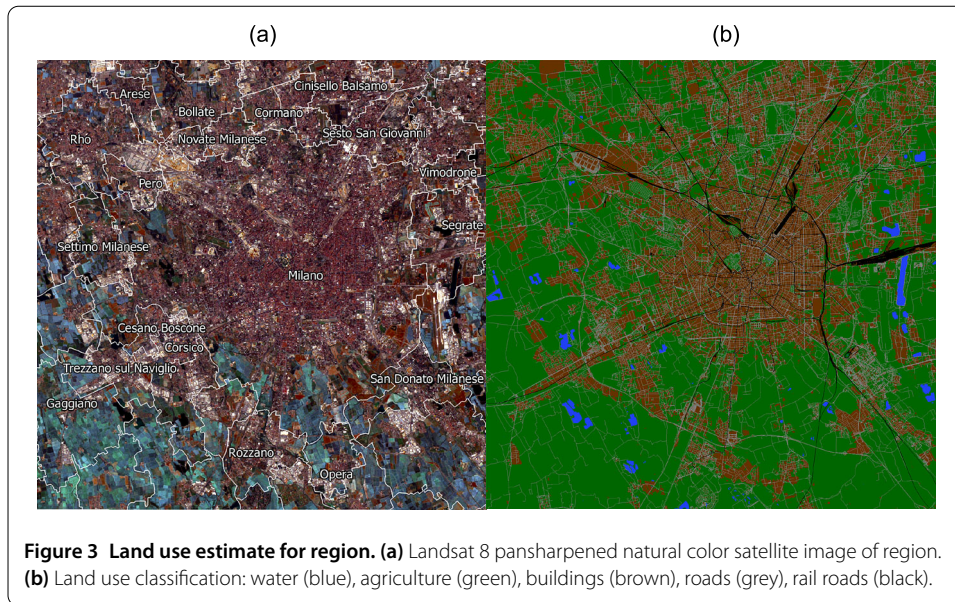 (a)
(b)
Arese
Cinisello Balsamo
Bollate
Cormano
Rho
Novate Milanese
Sesto San Giovanni
Pero
Vimodrone
Segrate
Settimo Milanese
Milano
Cesano Boscone
Corsico
Trezzano sul Naviglio
San Donato Milanese
Gaggiano
Rozzano
Opera
Figure 3 Land use estimate for region. (a) Landsat 8 pansharpened natural color satellite image of region.
(b) Land use classification: water (blue), agriculture (green), buildings (brown), roads (grey), rail roads (black).